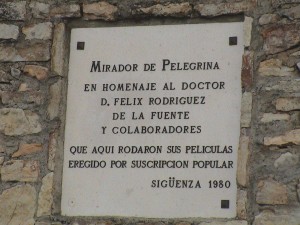 MIRADOR DE PELEGRINA
EN HOMENAJE AL DOCTOR
D. FELIX RODRIGUEZ
DE LA FUENTE
Y COLABORADORES
QUE AQUI RODARON SUS PELICULAS
EREGIDO POR SUSCRIPCION POPULAR
SIGÜENZA 1980